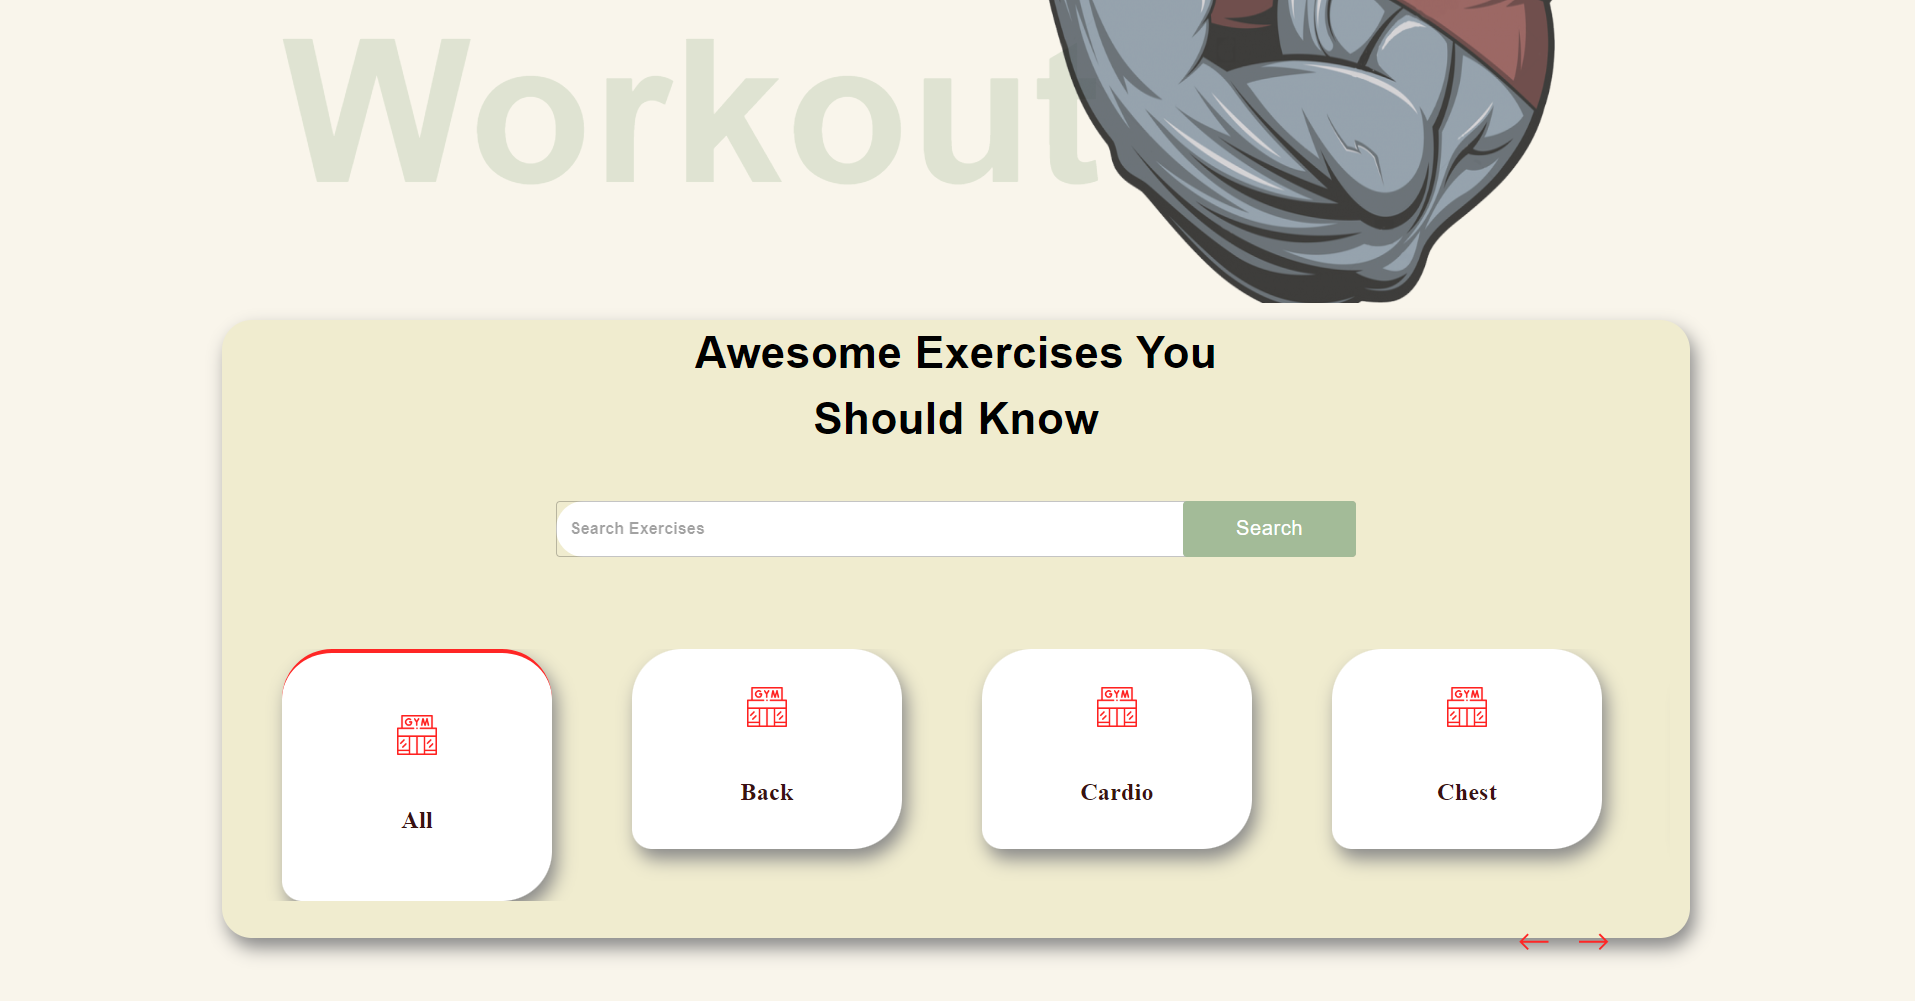 Workout
Awesome Exercises You
Should Know
Search Exercises
Search
GYM
GYM
GYM
GYM
All
Back
Cardio
Chest